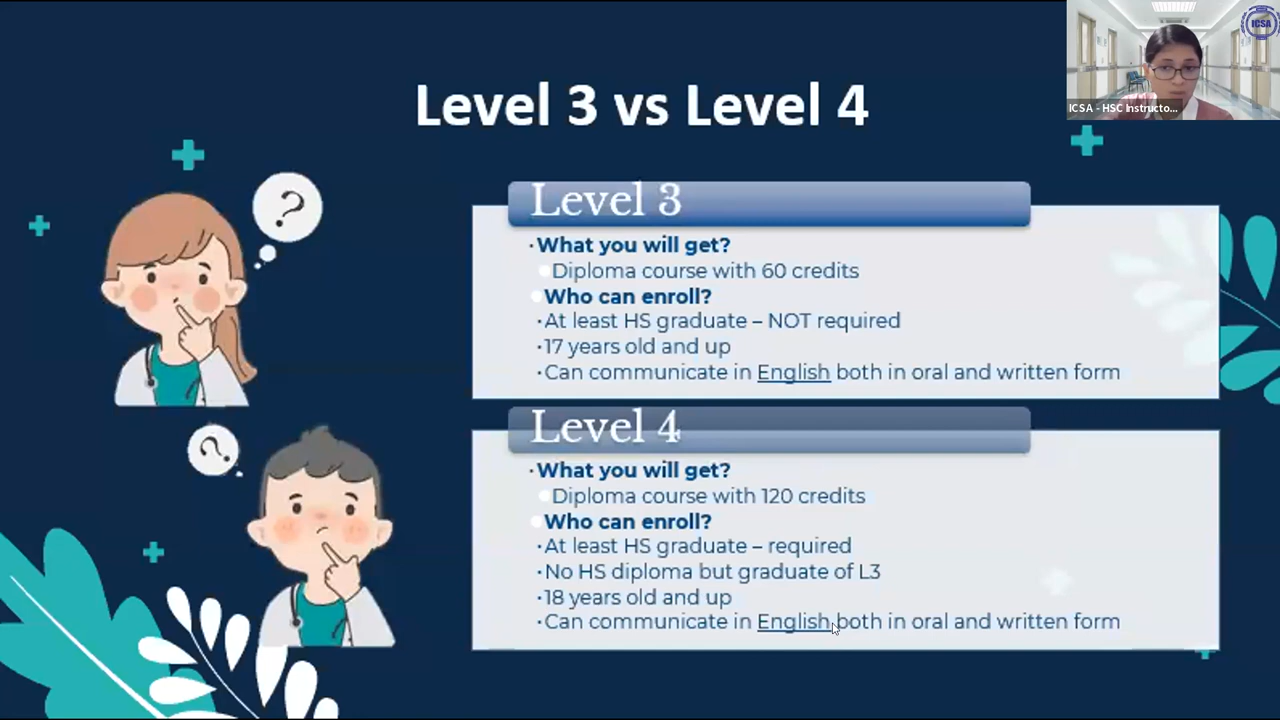 ICSA
ICSA - HSC Instructo...
Level 3 vs Level 4
?
Level 3
·What you will get?
Diploma course with 60 credits
Who can enroll?
·At least HS graduate – NOT required
·17 years old and up
·Can communicate in English both in oral and written form
?
Level 4
·What you will get?
Diploma course with 120 credits
Who can enroll?
·At least HS graduate – required
·No HS diploma but graduate of L3
·18 years old and up
·Can communicate in English both in oral and written form